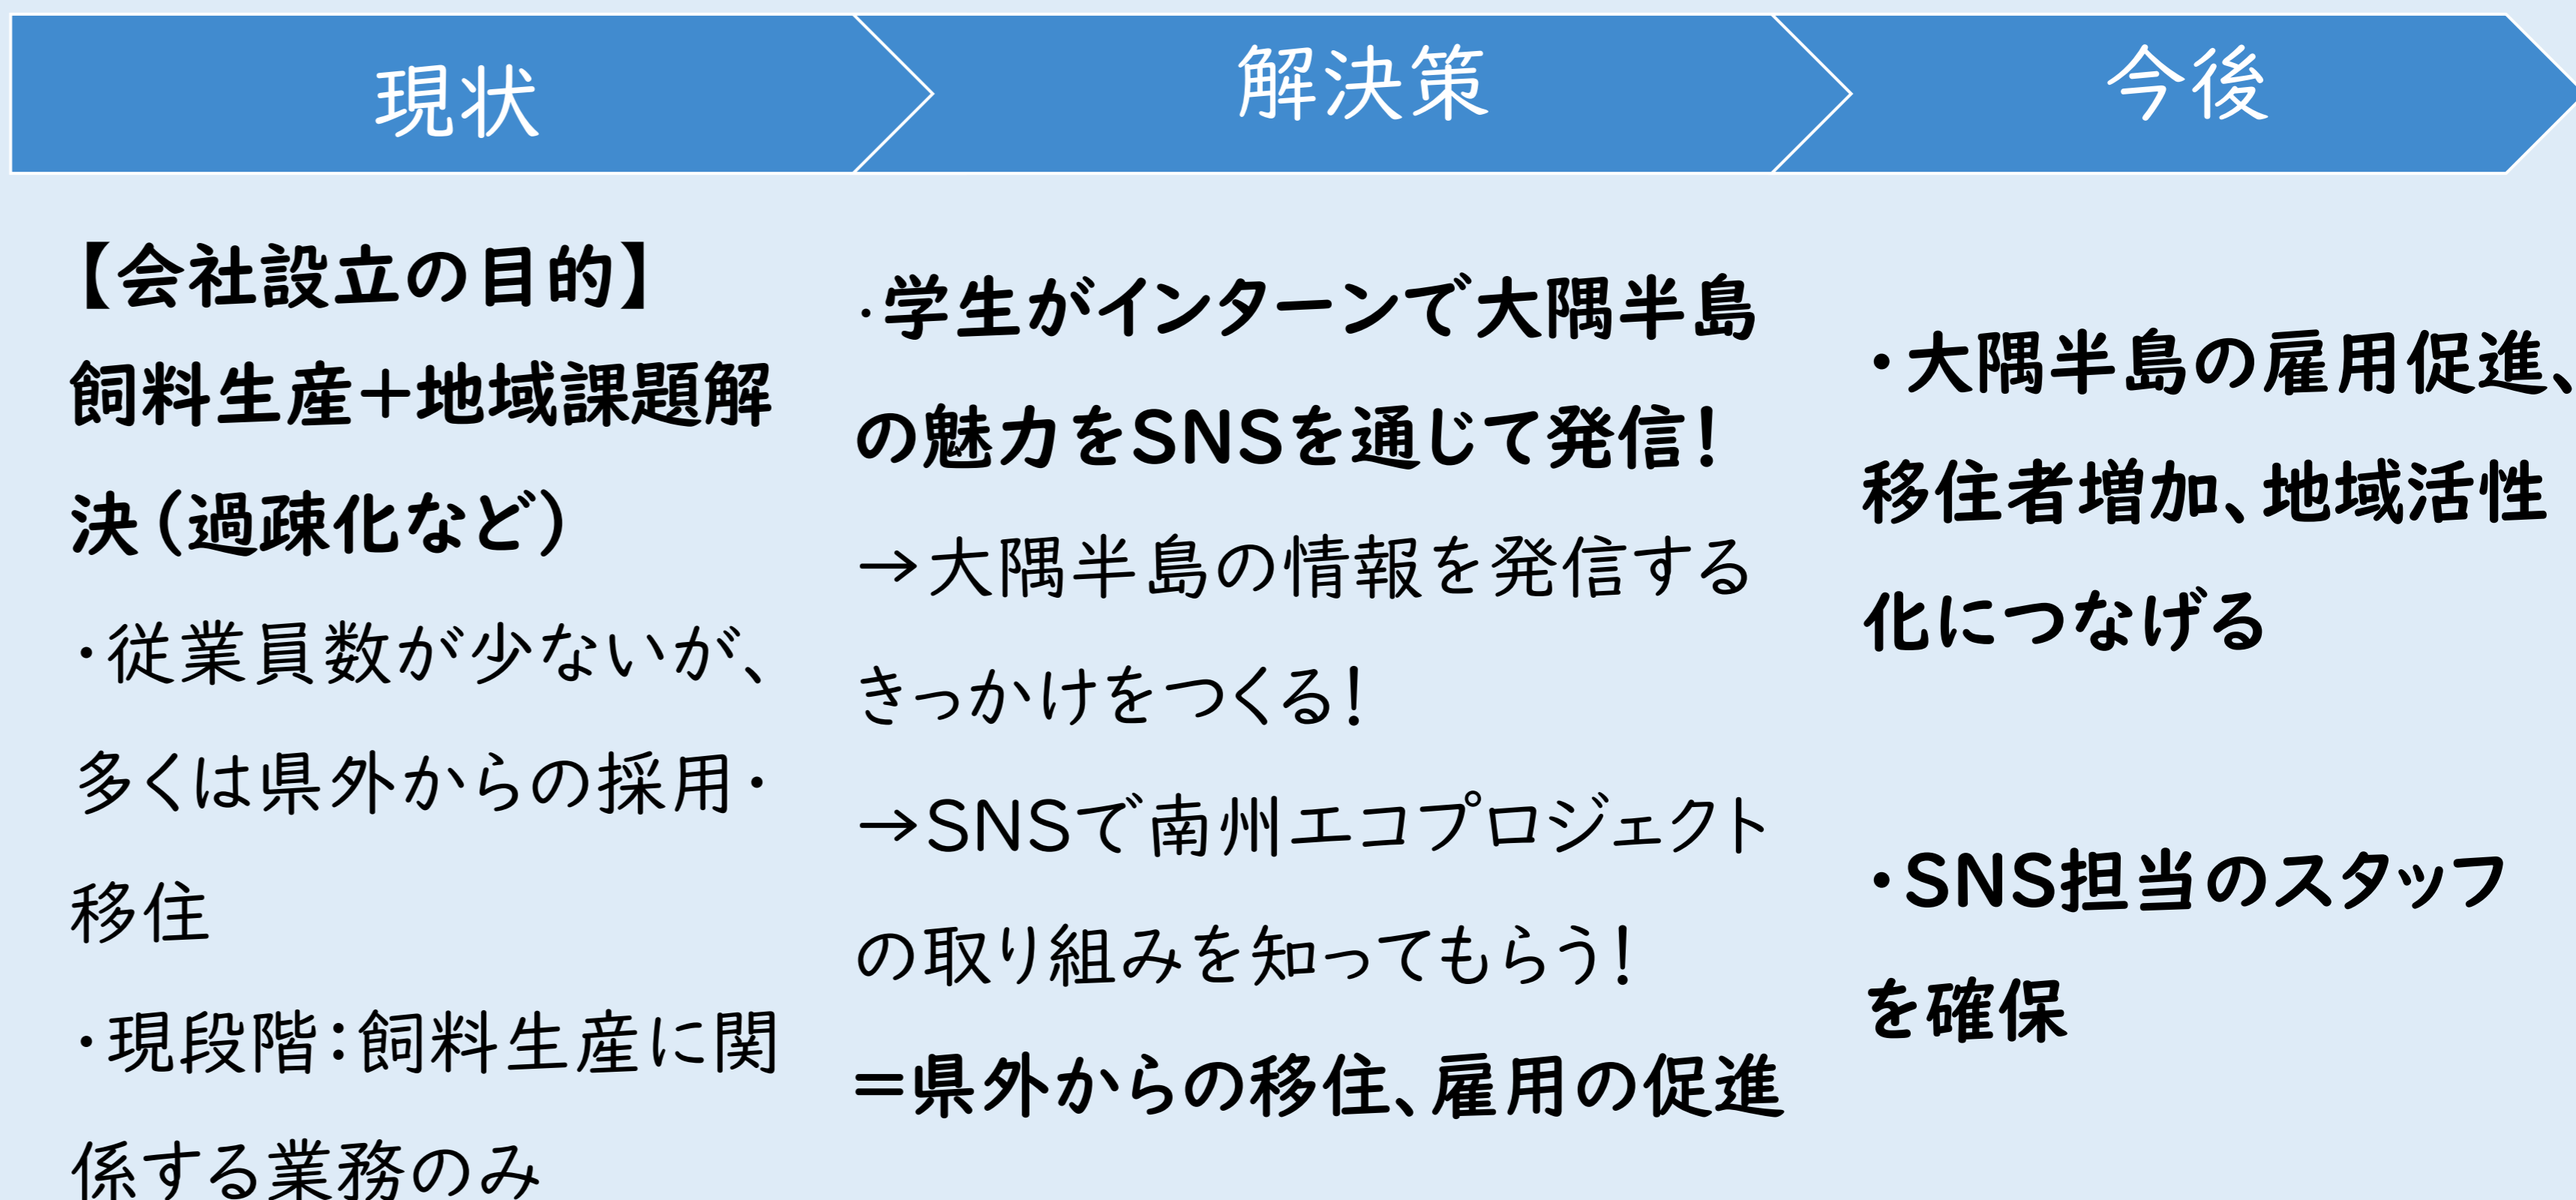 現状
解決策
今後
【会社設立の目的】
飼料生産＋地域課題解
決（過疎化など）
・従業員数が少ないが、
多くは県外からの採用・
移住
・現段階：飼料生産に関
係する業務のみ
・学生がインターンで大隅半島
の魅力をSNSを通じて発信！
→大隅半島の情報を発信する
きっかけをつくる！
→SNSで南州エコプロジェクト
の取り組みを知ってもらう！
＝県外からの移住、雇用の促進
・大隅半島の雇用促進、
移住者増加、地域活性
化につなげる
・SNS担当のスタッフ
を確保